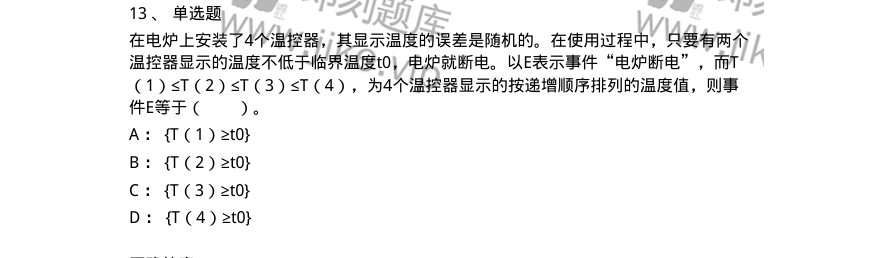 13 、 单选题
在电炉上安装了4个温控器，其显示温度的误差是随机的。在使用过程中，只要有两个
温控器显示的温度不低于临界温度t0，电炉就断电。以E表示事件“电炉断电”，而T
（1）≤T（2）≤T（3）≤T（4），为4个温控器显示的按递增顺序排列的温度值，则事
件E等于（　　）。
A： {T（1）≥t0}
B： {T（2）≥t0}
C： {T（3）≥t0}
D： {T（4）≥t0}